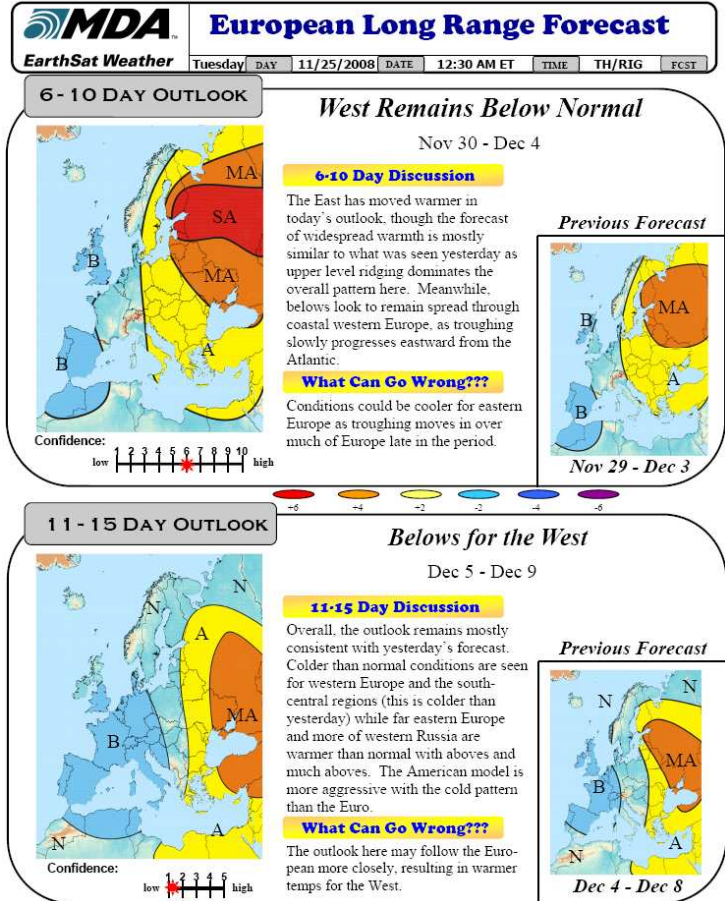 MDA
EarthSat Weather
European Long Range Forecast
Tuesday DAY 11/25/2008 DATE 12:30 AM ET TIME TH/RIG FCST
6-10 DAY OUTLOOK
West Remains Below Normal
Nov 30 - Dec 4
6-10 Day Discussion
The East has moved warmer in
today's outlook, though the forecast
of widespread warmth is mostly
similar to what was seen yesterday as
upper level ridging dominates the
overall pattern here. Meanwhile,
belows look to remain spread through
coastal western Europe, as troughing
slowly progresses eastward from the
Atlantic.
What Can Go Wrong???
Conditions could be cooler for eastern
Europe as troughing moves in over
much of Europe late in the period.
MA
SA
MA
B
B
A
Confidence:
low 1 2 3 4 5 6 7 8 9 10 high
Previous Forecast
MA
B
A
B
Nov 29 - Dec 3
+6 +4 +2 -2 -4 -6
11-15 DAY OUTLOOK
Belows for the West
Dec 5 - Dec 9
11-15 Day Discussion
Overall, the outlook remains mostly
consistent with yesterday's forecast.
Colder than normal conditions are seen
for western Europe and the south-
central regions (this is colder than
yesterday) while far eastern Europe
and more of western Russia are
warmer than normal with aboves and
much aboves. The American model is
more aggressive with the cold pattern
than the Euro.
What Can Go Wrong???
The outlook here may follow the Euro-
pean more closely, resulting in warmer
temps for the West.
N
N
A
MA
B
A
N
Confidence:
low 1 2 3 4 5 high
Previous Forecast
N
N
MA
B
A
N
Dec 4 - Dec 8